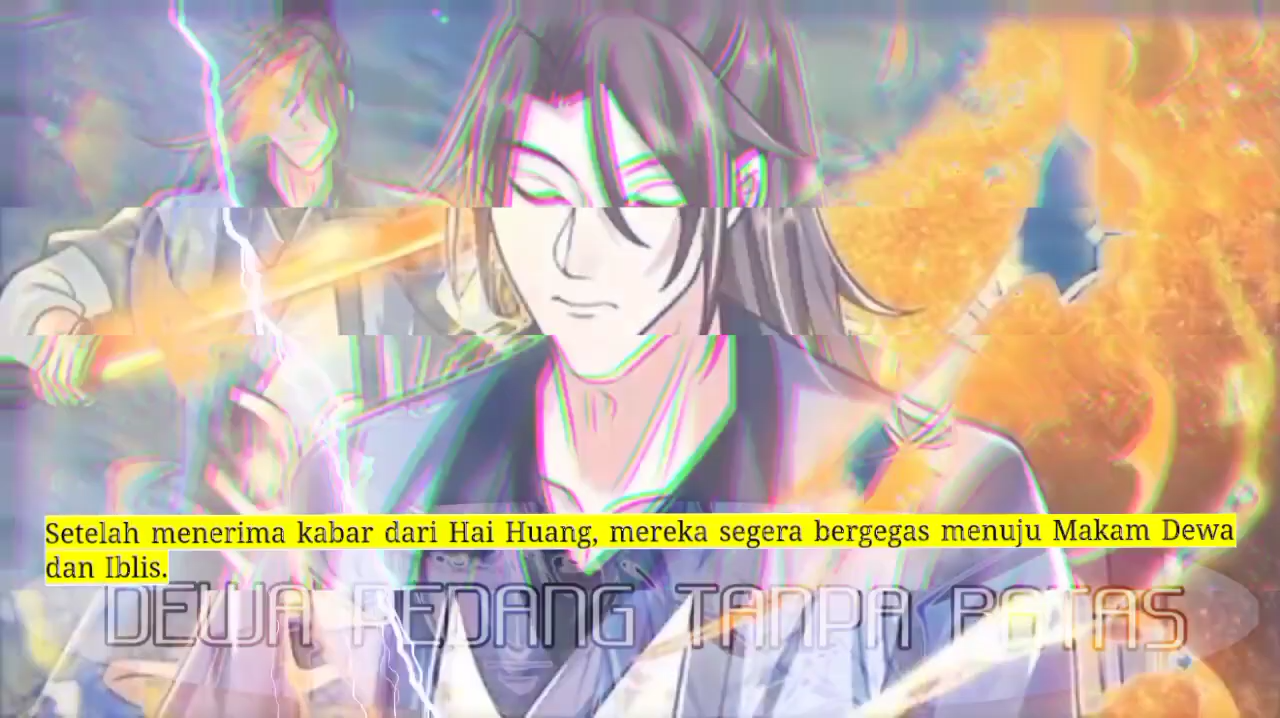 Setelah menerima kabar dari Hai Huang, mereka segera bergegas menuju Makam Dewa
dan Iblis.
DEWA PEDANG TANPA BATAS